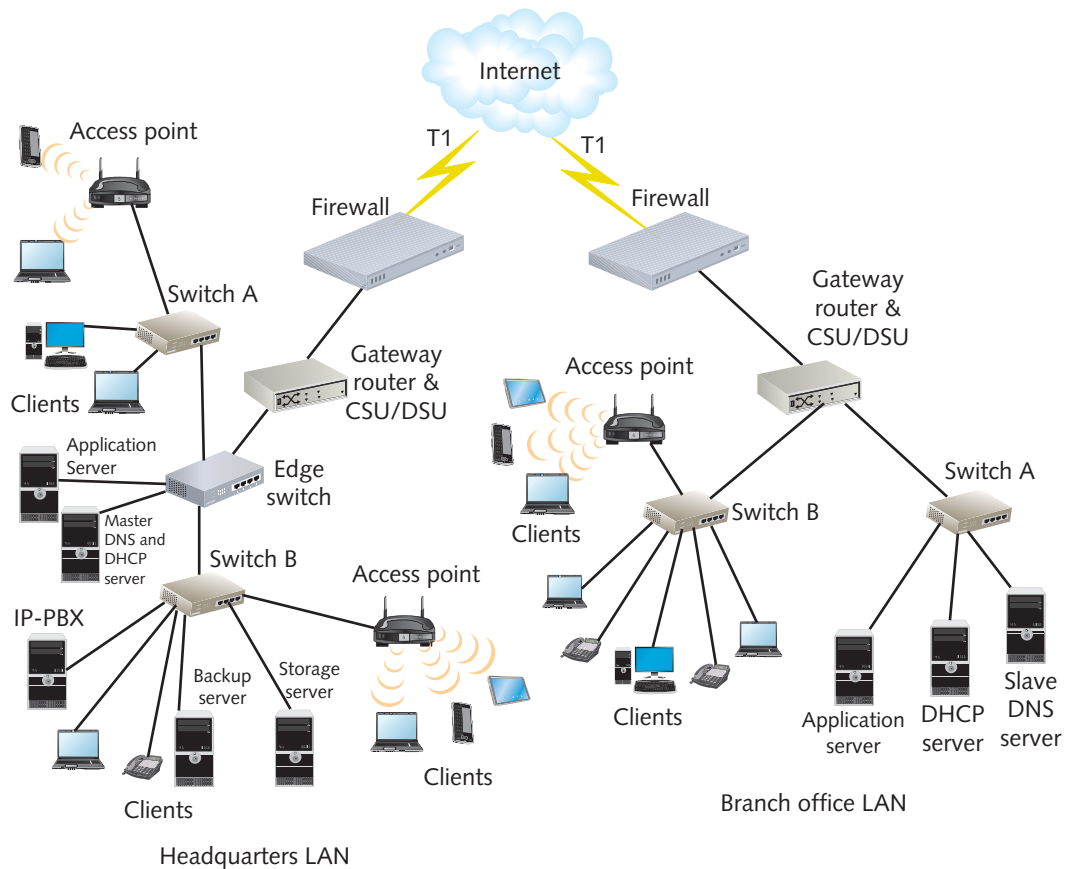 Internet
T1
T1
Access point
Firewall
Firewall
Switch A
Gateway
router &
CSU/DSU
Gateway
router &
CSU/DSU
Clients
Access point
Application
Server
Edge
switch
Master
DNS and
DHCP
server
Switch B
Clients
Switch A
Switch B
Access point
IP-PBX
Backup
server
Storage
server
Clients
Clients
Clients
Application
server
DHCP
server
Slave
DNS
server
Headquarters LAN
Branch office LAN